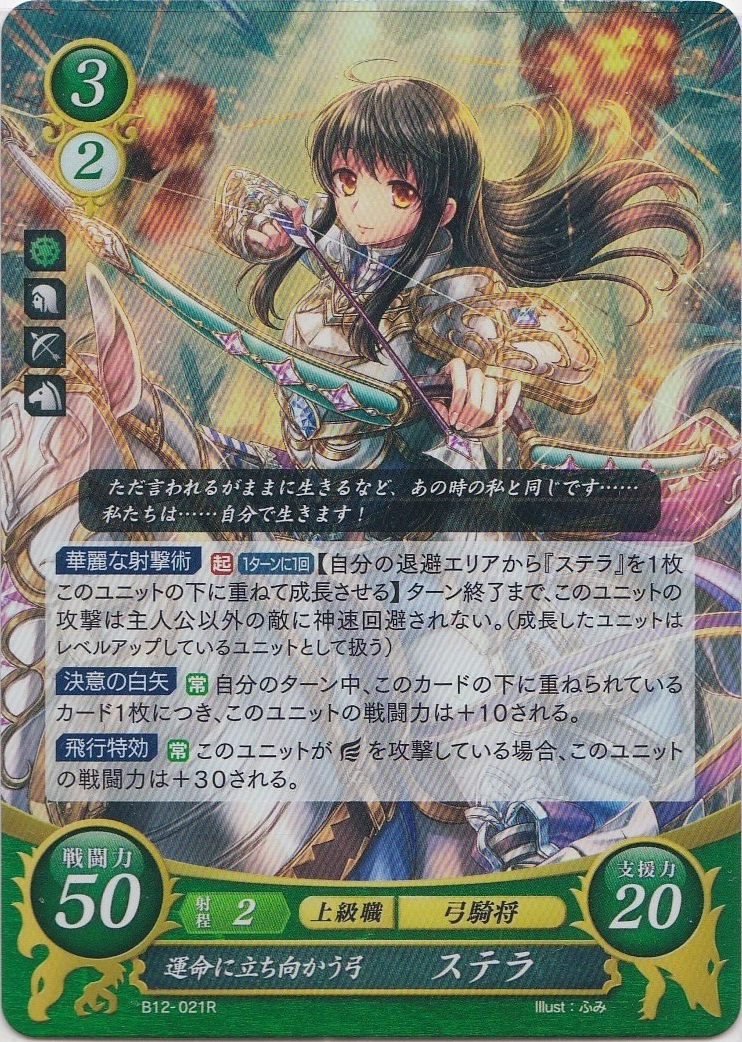 3
2
ただ言われるがままに生きるなど、あの時の私と同じです……
私たちは……自分で生きます！
華麗な射撃術 起 1ターンに1回【自分の退避エリアから『ステラ』を1枚
このユニットの下に重ねて成長させる】ターン終了まで、このユニットの
攻撃は主人公以外の敵に神速回避されない。（成長したユニットは
レベルアップしているユニットとして扱う）
決意の白矢 常 自分のターン中、このカードの下に重ねられている
カード1枚につき、このユニットの戦闘力は＋10される。
飛行特効 常 このユニットが を攻撃している場合、このユニット
の戦闘力は＋30される。
戦闘力
50
射程 2
上級職 弓騎将
支援力
20
運命に立ち向かう弓 ステラ
B12-021R
Illust：ふみ